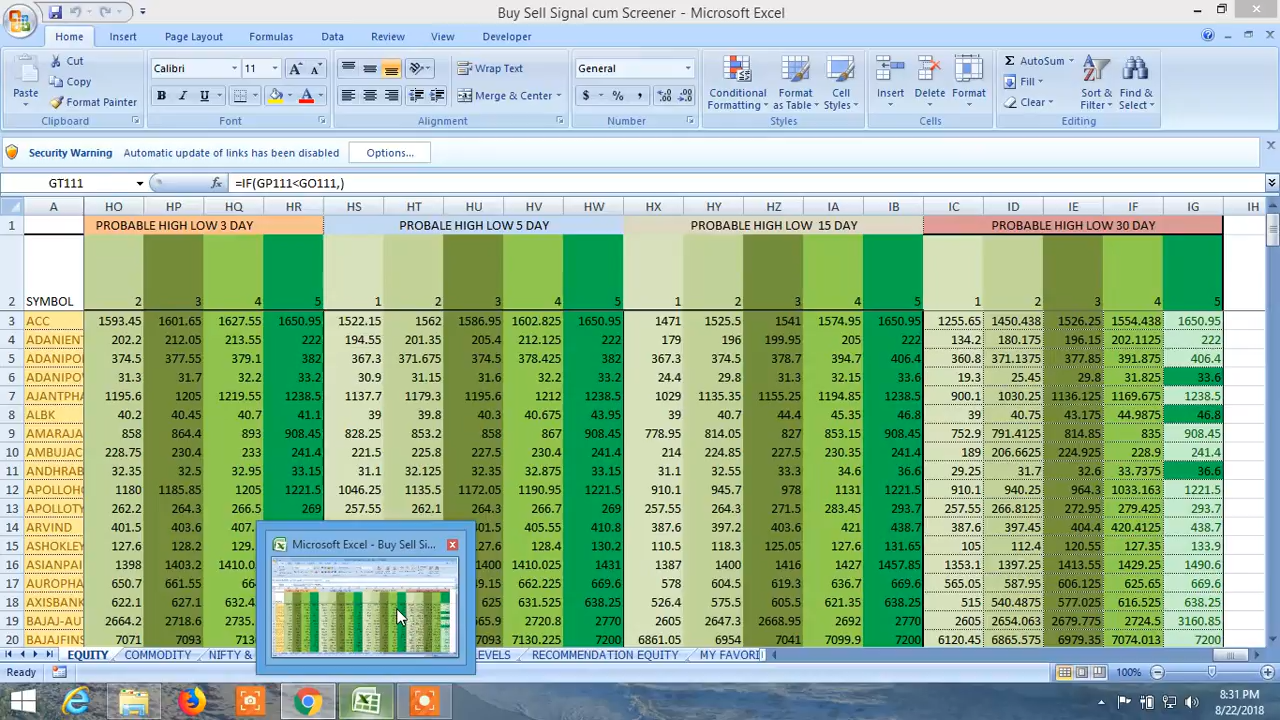 Buy Sell Signal cum Screener - Microsoft Excel
Home Insert Page Layout Formulas Data Review View Developer
Paste Cut Copy Format Painter Clipboard
Calibri 11 A A B I U A Font
Wrap Text Merge & Center Alignment
General $ % , Number
Conditional Formatting Format as Table Cell Styles Styles
Insert Delete Format Cells
AutoSum Fill Clear Sort & Filter Find & Select Editing
Security Warning Automatic update of links has been disabled Options...
GT111 fx =IF(GP111<GO111,)
A HO HP HQ HR HS HT HU HV HW HX HY HZ IA IB IC ID IE IF IG IH
1 PROBABLE HIGH LOW 3 DAY PROBALE HIGH LOW 5 DAY PROBABLE HIGH LOW 15 DAY PROBABLE HIGH LOW 30 DAY
2 SYMBOL 2 3 4 5 1 2 3 4 5 1 2 3 4 5 1 2 3 4 5
3 ACC 1593.45 1601.65 1627.55 1650.95 1522.15 1562 1586.95 1602.825 1650.95 1471 1525.5 1541 1574.95 1650.95 1255.65 1450.438 1526.25 1554.438 1650.95
4 ADANIENT 202.2 212.05 213.55 222 194.55 201.35 205.4 212.125 222 179 196 199.95 205 222 134.2 180.175 196.15 202.1125 222
5 ADANIPO 374.5 377.55 379.1 382 367.3 371.675 374.5 378.425 382 367.3 374.5 378.7 394.7 406.4 360.8 371.1375 377.85 391.875 406.4
6 ADANIPO 31.3 31.7 32.2 33.2 30.9 31.15 31.6 32.2 33.2 24.4 29.8 31.3 32.15 33.6 19.3 25.45 29.8 31.825 33.6
7 AJANTPHA 1195.6 1205 1219.55 1238.5 1137.7 1179.3 1195.6 1212 1238.5 1029 1135.35 1155.25 1194.85 1238.5 900.1 1030 1136.125 1169.675 1238.5
8 ALBK 40.2 40.45 40.7 41.1 39 39.8 40.3 40.675 43.95 39 40.7 44.4 45.35 46.8 39 40.75 43.175 44.9875 46.8
9 AMARAJA 858 864.4 893 908.45 828.25 853.2 858 867 908.45 778.95 814.05 827 853.15 908.45 752.9 791.4125 814.85 835 908.45
10 AMBUJAC 228.75 230.4 233 241.4 221.5 225.8 227.5 230.4 241.4 214 224.85 227.5 230.4 241.4 189 206.6625 224.925 228.9 241.4
11 ANDHRAB 32.35 32.5 32.95 33.15 31.1 32.125 32.35 32.875 33.15 31.1 32.55 33.3 34.6 36.6 29.25 31.7 32.6 33.7375 36.6
12 APOLLOH 1180 1185.85 1206.5 1221.5 1046.25 1135.5 1172.05 1190.95 1221.5 910.1 945.7 978 1131 1221.5 910.1 940.25 964.3 1033.163 1221.5
13 APOLLOTY 262.2 264.3 266.5 269 257.55 262.1 264.3 266.7 269 257.55 264.3 271.5 283.45 293.7 257.55 266.8125 272.95 279.425 293.7
14 ARVIND 401.5 403.6 407. 401.5 405.55 410.8 387.6 397.2 403.4 421 438.7 387.6 397.45 404.4 420.4125 438.7
15 ASHOKLEY 127.6 128.2 129. 127.6 128.4 130.2 110.5 118.3 125.05 127.6 131.65 105 112.4 120.55 127.35 133.9
16 ASIANPAI 1398 1403.2 1410.0 1400 1410.025 1431 1387 1400 1416 1427 1457.85 1353.1 1397.25 1413.55 1429.25 1490.6
17 AUROPHA 650.7 661.55 664 662.225 669.6 578 604.5 619.3 636.7 669.6 565.05 587.95 606.125 625.15 669.6
18 AXISBANK 622.1 627.1 632.4 625 631.525 638.25 526.4 575.5 605.5 621.35 638.25 515 540.4875 577.025 616.525 638.25
19 BAJAJ-AU 2664.2 2718.6 2735. 2720.8 2770 2605 2647.3 2668.95 2692 2770 2605 2654.063 2679.775 2724.563 3160.85
20 BAJAJFINS 7071 7093 713 7093 7130.225 7200 6861.05 6954 7041 7099.9 7200 6120.45 6865.575 6979.35 7074.013 7200
Microsoft Excel - Buy Sell Si...
EQUITY COMMODITY NIFTY & EVELS RECOMMENDATION EQUITY MY FAVORI
Ready 100%
8:31 PM
8/22/2018